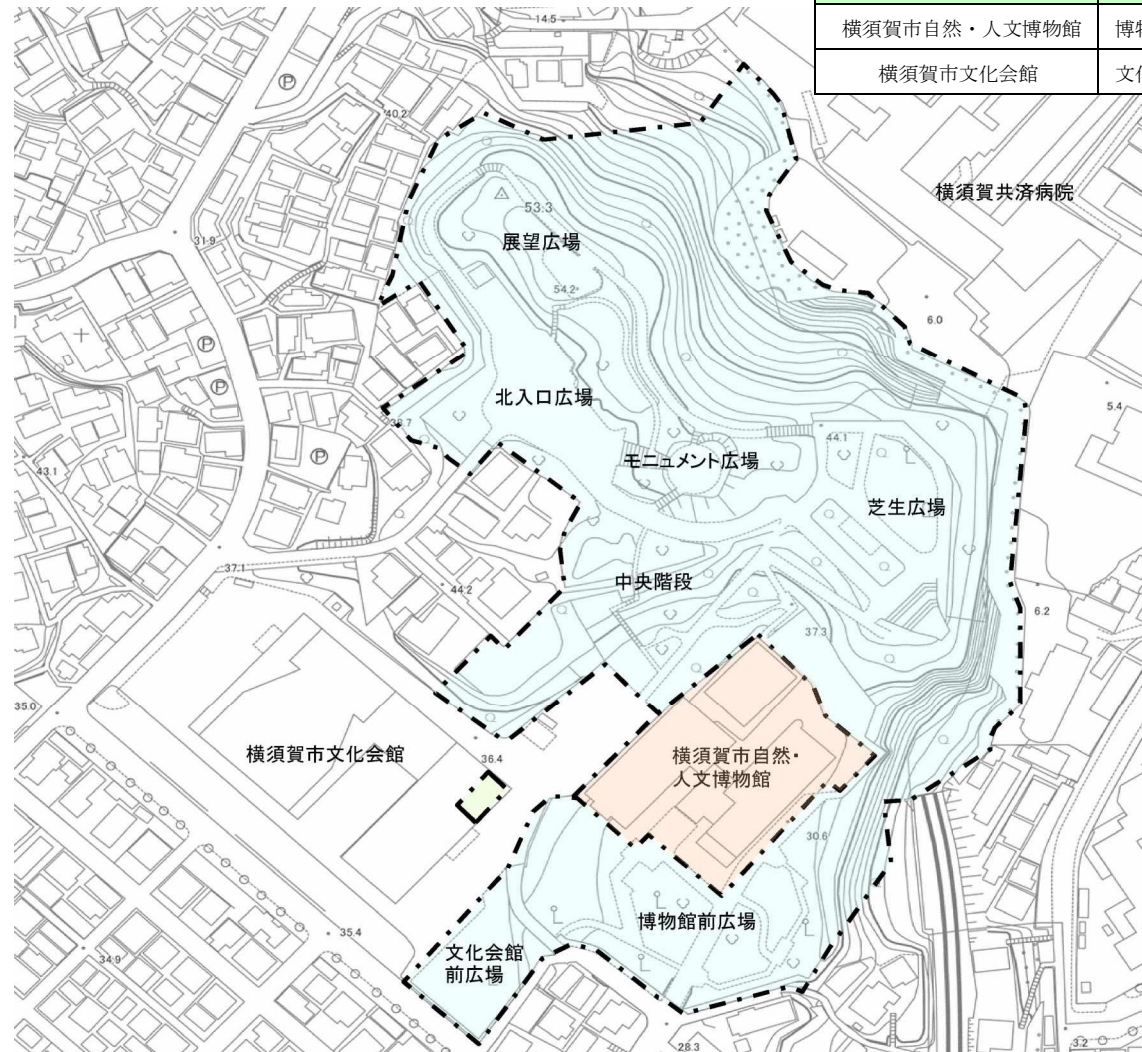 14.5
横須賀市自然・人文博物館
博物
横須賀市文化会館
文化
P
40.2
横須賀共済病院
53.3
展望広場
31.9
54.2
6.0
P
P
北入口広場
5.4
43.1
P
44.1
モニュメント広場
芝生広場
37.1
中央階段
44.2
6.2
37.3
35.0
横須賀市文化会館
36.4
横須賀市自然・
人文博物館
30.6
博物館前広場
35.4
文化会館
前広場
34.9
28.3
3.2